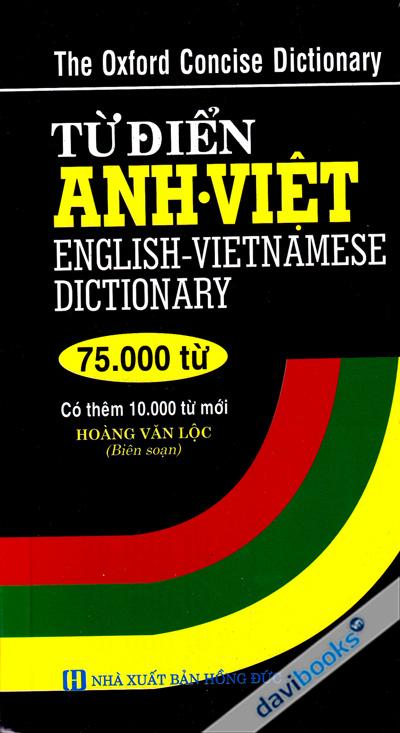 The Oxford Concise Dictionary
TỪ ĐIỂN
ANH·VIỆT
ENGLISH-VIETNAMESE
DICTIONARY
75.000 từ
Có thêm 10.000 từ mới
HOÀNG VĂN LỘC
(Biên soạn)
NHÀ XUẤT BẢN HỒNG ĐỨC
davibooks.vn